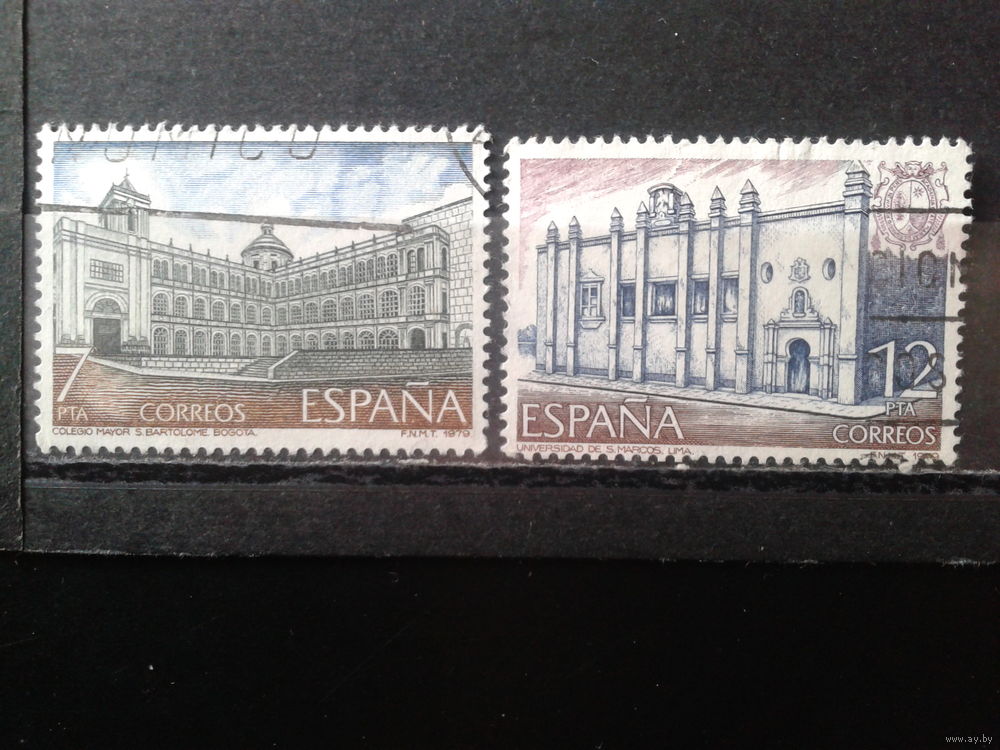 7
PTA CORREOS ESPAÑA
COLEGIO MAYOR S. BARTOLOME. BOGOTA. F.N.M.T. 1979
12
PTA
ESPAÑA CORREOS
UNIVERSIDAD DE S. MARCOS. LIMA. F.N.M.T. 1979
www.ay.by